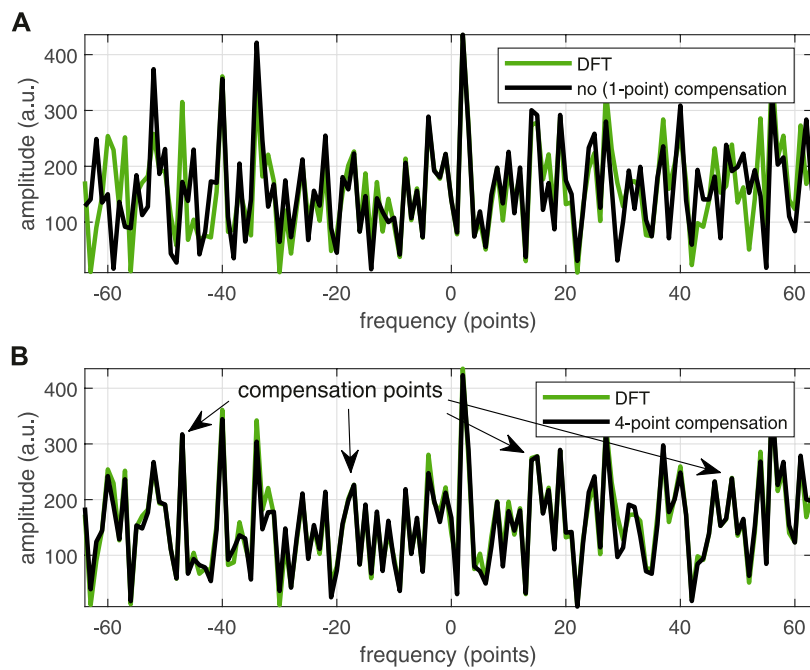 A
amplitude (a.u.)
400
300
200
100
DFT
no (1-point) compensation
-60
-40
-20
0
20
40
60
frequency (points)
B
amplitude (a.u.)
400
300
200
100
compensation points
DFT
4-point compensation
-60
-40
-20
0
20
40
60
frequency (points)